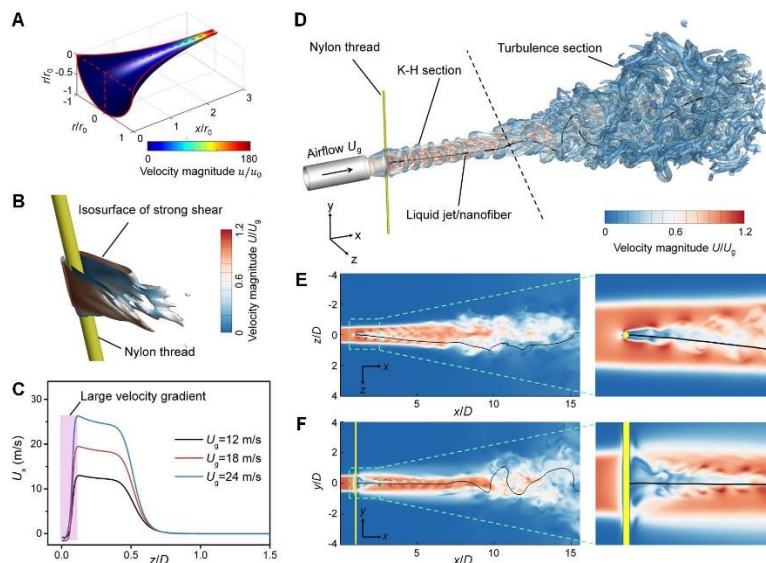 A
r/r₀
0
-0.5
-1
-1
0
1
r/r₀
0
1
2
3
x/r₀
0
180
Velocity magnitude u/u₀
B
Isosurface of strong shear
Nylon thread
Velocity magnitude U/Ug
0
0.6
1.2
C
Large velocity gradient
Ux (m/s)
30
20
10
0
Ug=12 m/s
Ug=18 m/s
Ug=24 m/s
0.0
0.5
1.0
1.5
z/D
D
Nylon thread
K-H section
Turbulence section
Airflow Ug
Liquid jet/nanofiber
y
x
z
0
0.6
1.2
Velocity magnitude U/Ug
E
z/D
-4
-2
0
2
4
x
z
5
10
15
x/D
F
y/D
4
2
0
-2
-4
y
x
5
10
15
x/D